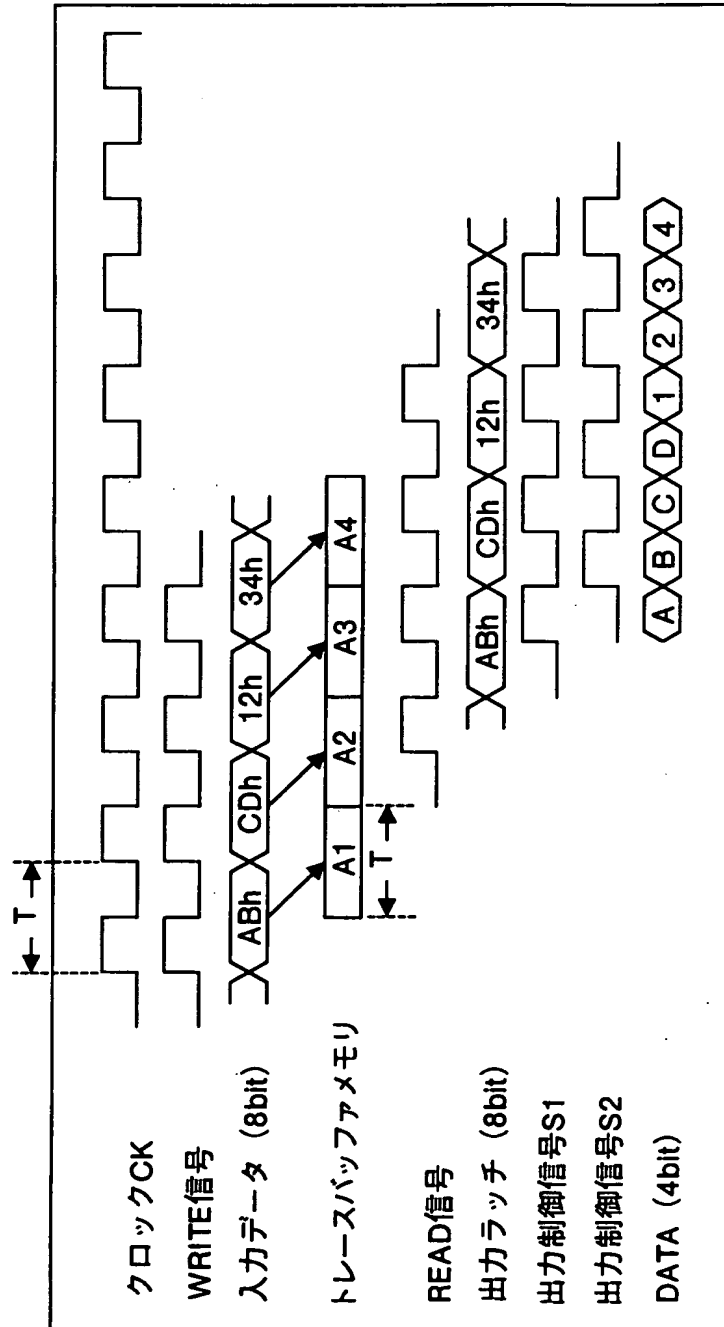 T
クロックCK
WRITE信号
入力データ (8bit) ABh CDh 12h 34h
トレースバッファメモリ A1 A2 A3 A4
T
READ信号
出力ラッチ (8bit) ABh CDh 12h 34h
出力制御信号S1
出力制御信号S2
DATA (4bit) A B C D 1 2 3 4